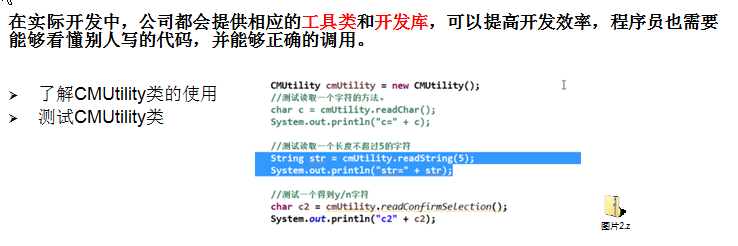 在实际开发中，公司都会提供相应的工具类和开发库，可以提高开发效率，程序员也需要
能够看懂别人写的代码，并能够正确的调用。
➢ 了解CMUtility类的使用
➢ 测试CMUtility类
CMUtility cmUtility = new CMUtility();
//测试读取一个字符的方法。
char c = cmUtility.readChar();
System.out.println("c=" + c);
//测试读取一个长度不超过5的字符
String str = cmUtility.readString(5);
System.out.println("str=" + str);
//测试一个得到y/n字符
char c2 = cmUtility.readConfirmSelection();
System.out.println("c2" + c2);
图片2.z